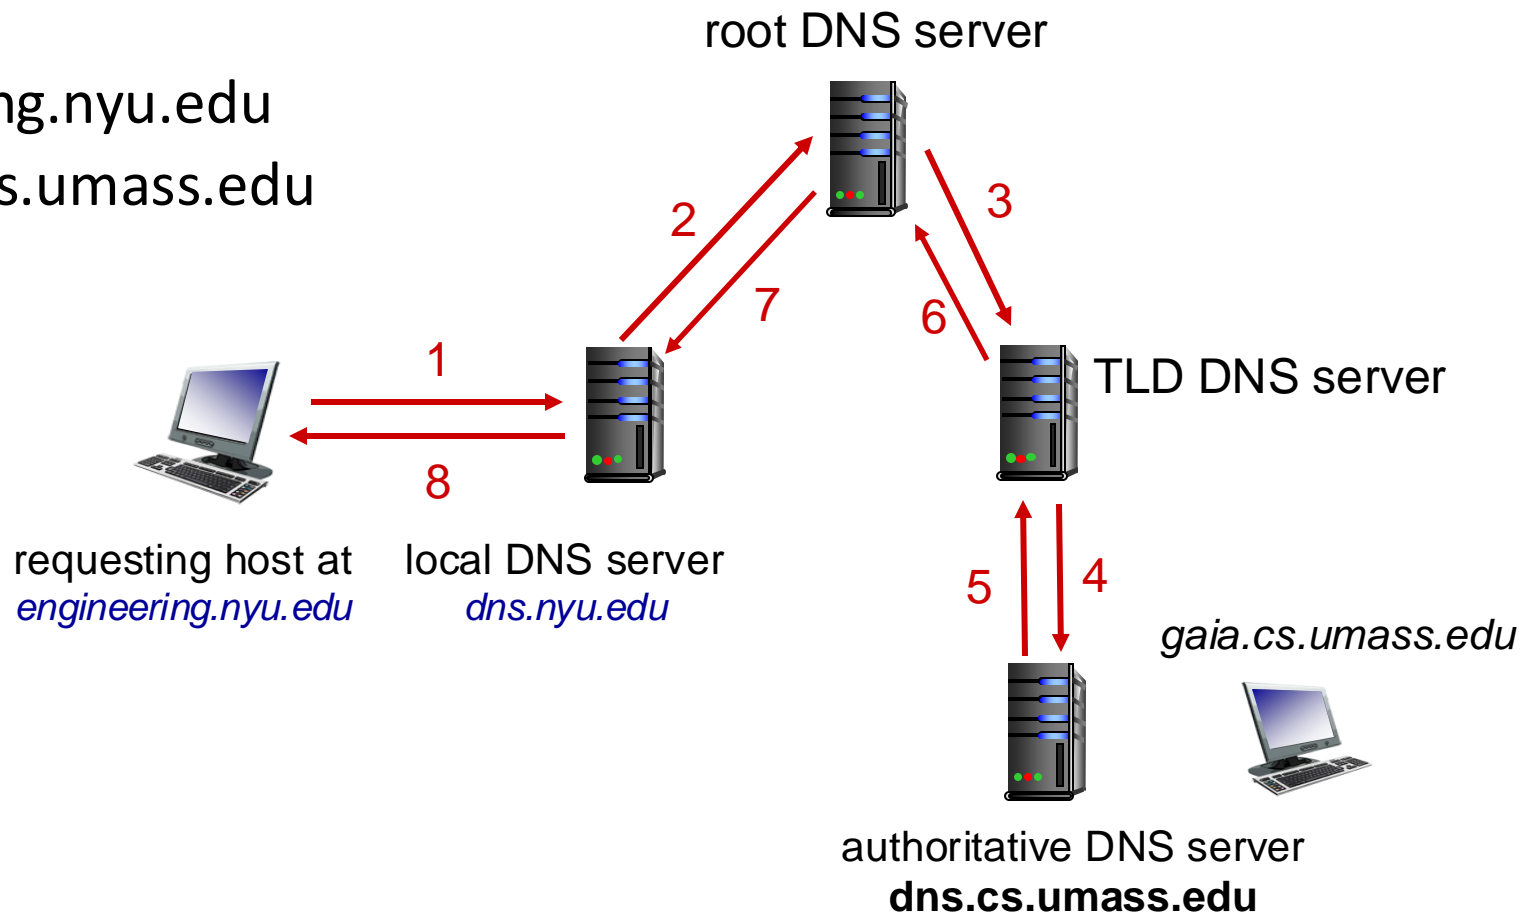 root DNS server
ng.nyu.edu
s.umass.edu
2
3
7
6
1
TLD DNS server
8
requesting host at
engineering.nyu.edu
local DNS server
dns.nyu.edu
5
4
gaia.cs.umass.edu
authoritative DNS server
dns.cs.umass.edu